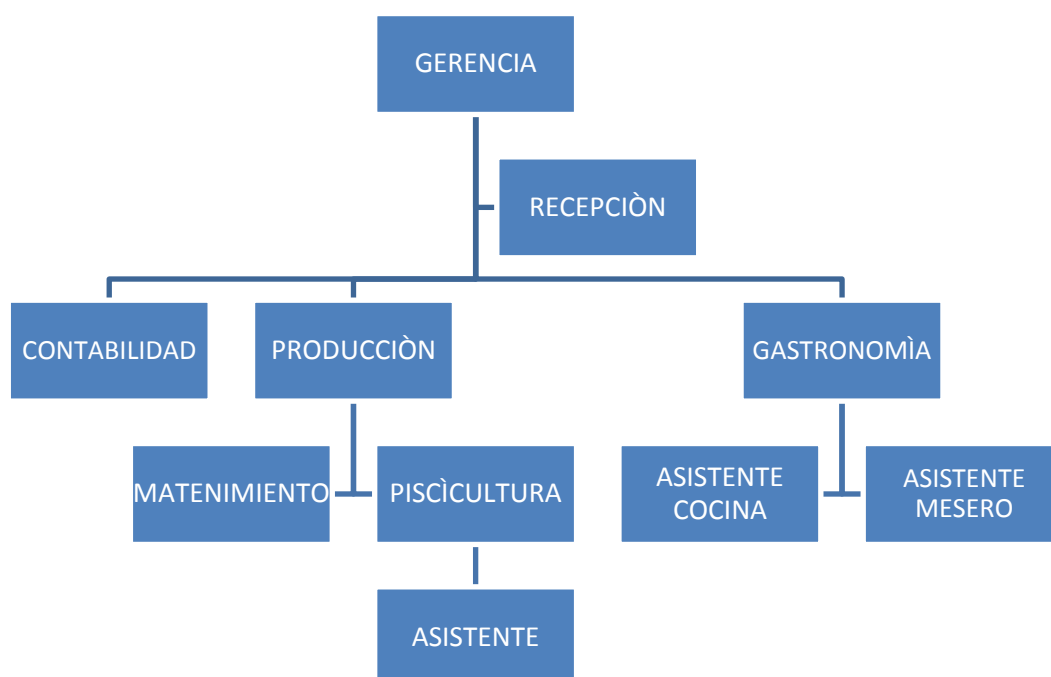 GERENCIA
RECEPCIÒN
CONTABILIDAD
PRODUCCIÒN
GASTRONOMÌA
MATENIMIENTO
PISCÌCULTURA
ASISTENTE
COCINA
ASISTENTE
MESERO
ASISTENTE